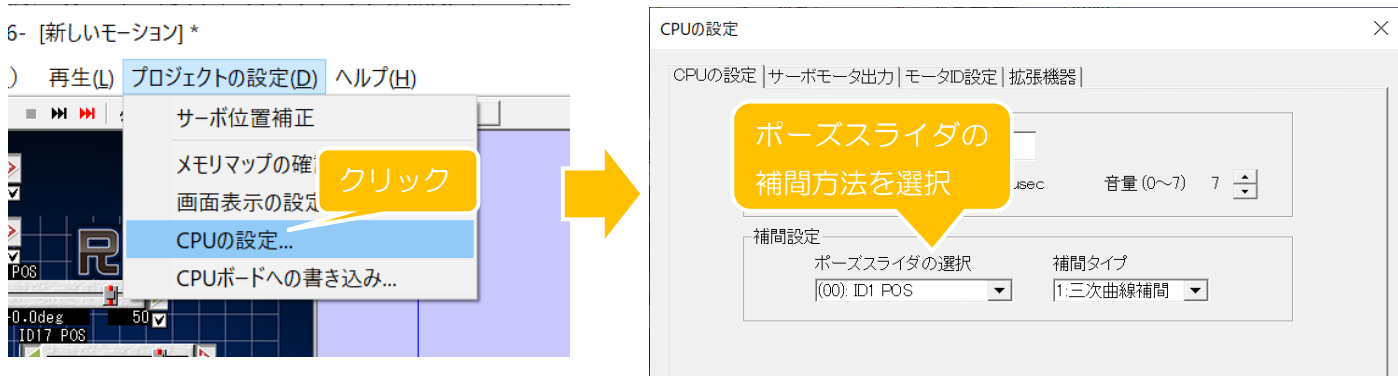 6- [新しいモーション] *
) 再生(L) プロジェクトの設定(D) ヘルプ(H)
サーボ位置補正
メモリマップの確
画面表示の設定
CPUの設定...
CPUボードへの書き込み...
クリック
POS
-0.0deg 50
ID17 POS
CPUの設定
CPUの設定 サーボモータ出力 モータID設定 拡張機器
ポーズスライダの
補間方法を選択
usec 音量(0～7) 7
補間設定
ポーズスライダの選択 補間タイプ
(00): ID1 POS 1:三次曲線補間